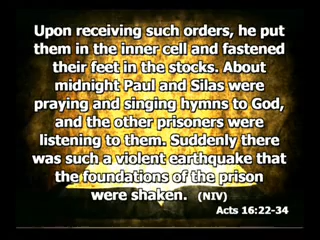 Upon receiving such orders, he put
them in the inner cell and fastened
their feet in the stocks. About
midnight Paul and Silas were
praying and singing hymns to God,
and the other prisoners were
listening to them. Suddenly there
was such a violent earthquake that
the foundations of the prison
were shaken. (NIV)
Acts 16:22-34